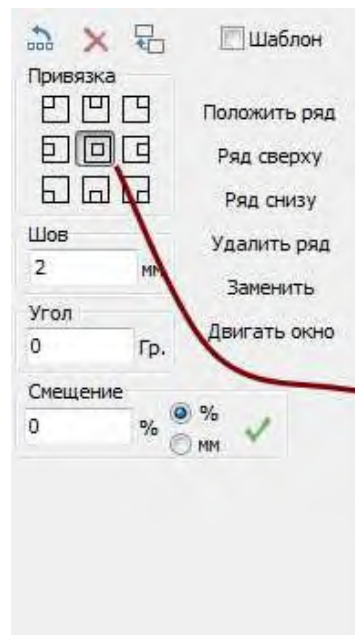 Шаблон
Привязка
Положить ряд
Ряд сверху
Ряд снизу
Удалить ряд
Заменить
Двигать окно
Шов
2 мм
Угол
0 Гр.
Смещение
0 % % мм